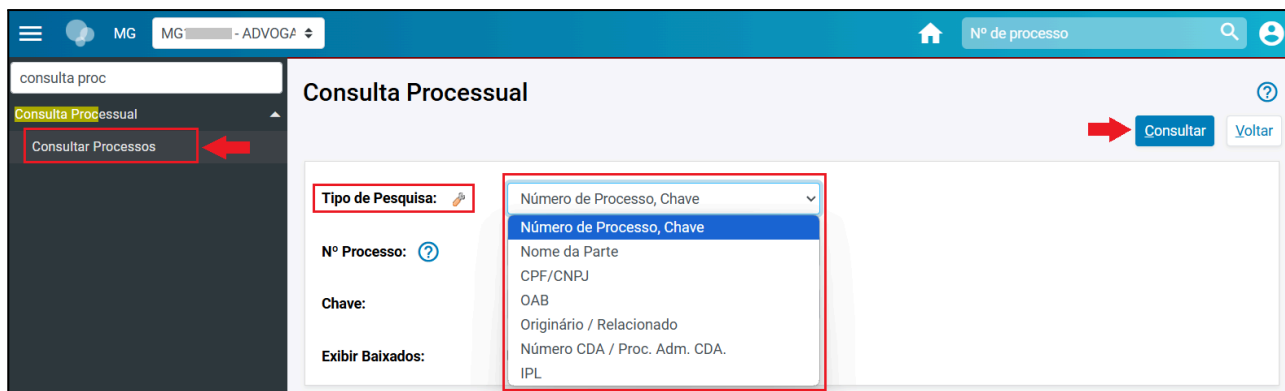 MG
MG1 - ADVOGA
Nº de processo
consulta proc
Consulta Processual
Consultar Processos
Consulta Processual
Consultar
Voltar
Tipo de Pesquisa:
Número de Processo, Chave
Número de Processo, Chave
Nº Processo: ?
Nome da Parte
CPF/CNPJ
Chave:
OAB
Originário / Relacionado
Exibir Baixados:
Número CDA / Proc. Adm. CDA.
IPL